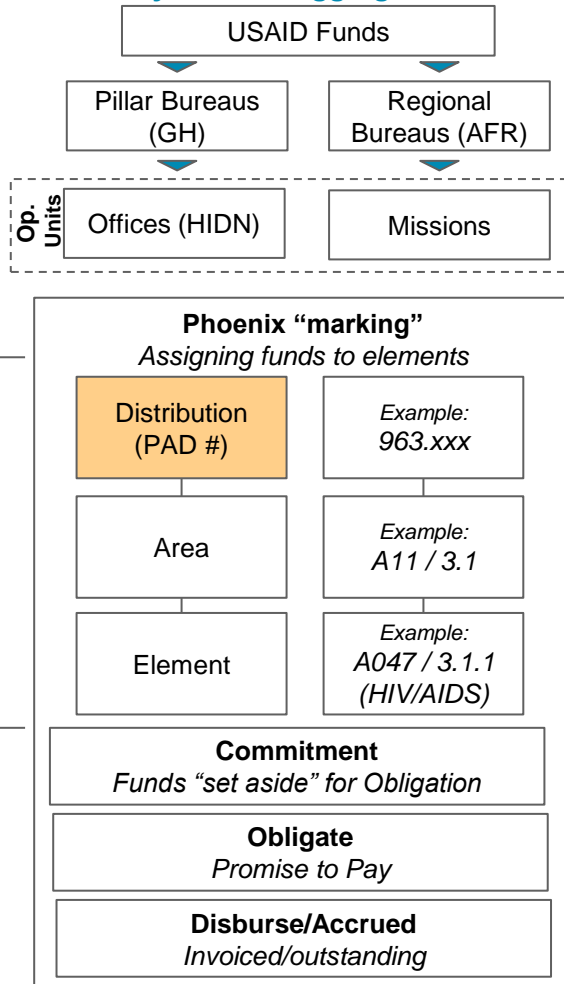 USAID Funds
Pillar Bureaus
(GH)
Regional
Bureaus (AFR)
Op.
Units
Offices (HIDN)
Missions
Phoenix “marking”
Assigning funds to elements
Distribution
(PAD #)
Example:
963.xxx
Area
Example:
A11 / 3.1
Element
Example:
A047 / 3.1.1
(HIV/AIDS)
Commitment
Funds “set aside” for Obligation
Obligate
Promise to Pay
Disburse/Accrued
Invoiced/outstanding